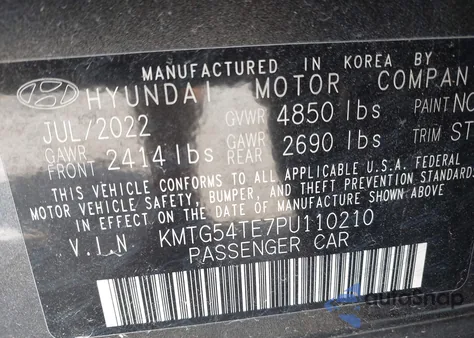 MANUFACTURED IN KOREA BY
HYUNDAI MOTOR COMPAN
JUL/2022 GVWR 4850 lbs PAINT NO
GAWR FRONT 2414 lbs GAWR REAR 2690 lbs TRIM ST
THIS VEHICLE CONFORMS TO ALL APPLICABLE U.S.A. FEDERAL
MOTOR VEHICLE SAFETY, BUMPER, AND THEFT PREVENTION STANDARDS
IN EFFECT ON THE DATE OF MANUFACTURE SHOWN ABOVE
V.I.N KMTG54TE7PU110210
PASSENGER CAR
autosnap